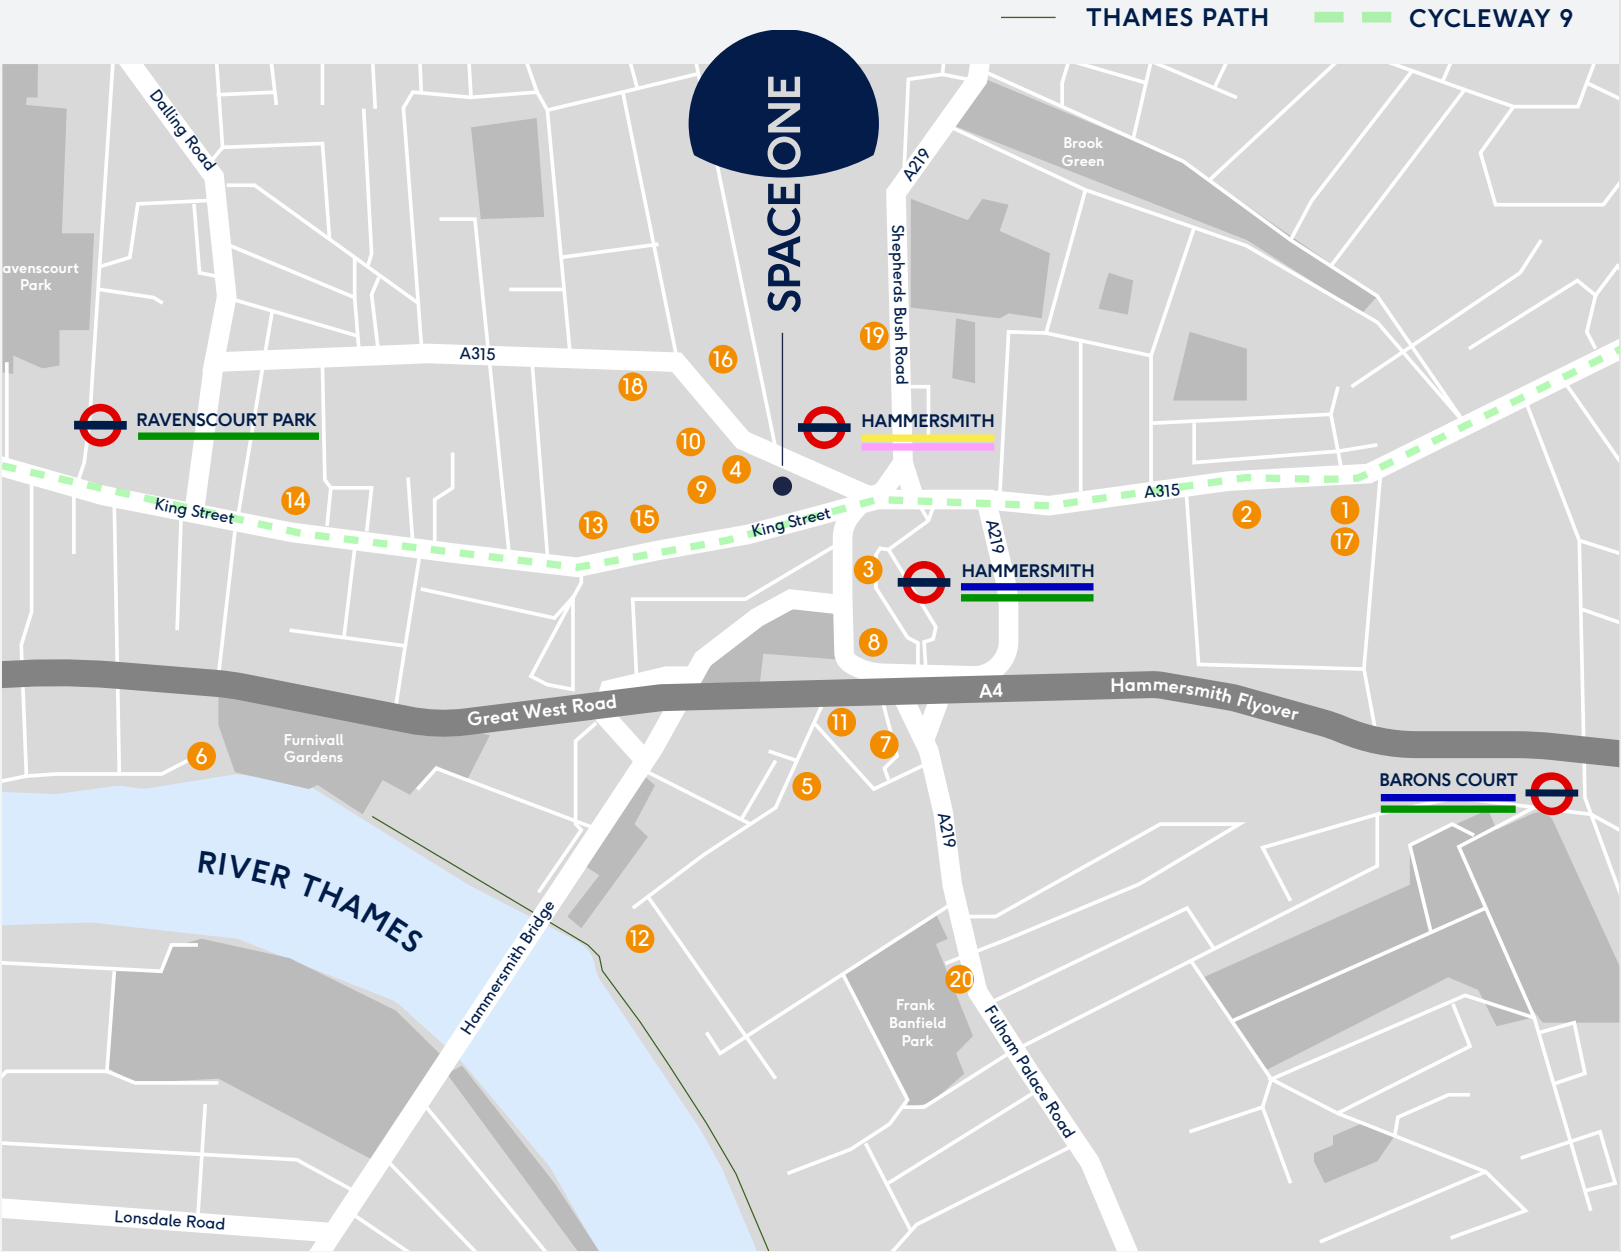 THAMES PATH
CYCLEWAY 9
SPACE ONE
Dalling Road
A219
Brook
Green
Shepherds Bush Road
avenscourt
Park
19
A315
16
18
RAVENSCOURT PARK
HAMMERSMITH
10
4
9
14
King Street
13
15
King Street
A315
2
1
17
A219
3
HAMMERSMITH
8
A4
Hammersmith Flyover
Great West Road
11
7
6
Furnivall
Gardens
5
BARONS COURT
A219
RIVER THAMES
Hammersmith Bridge
12
20
Frank
Banfield
Park
Fulham Palace Road
Lonsdale Road